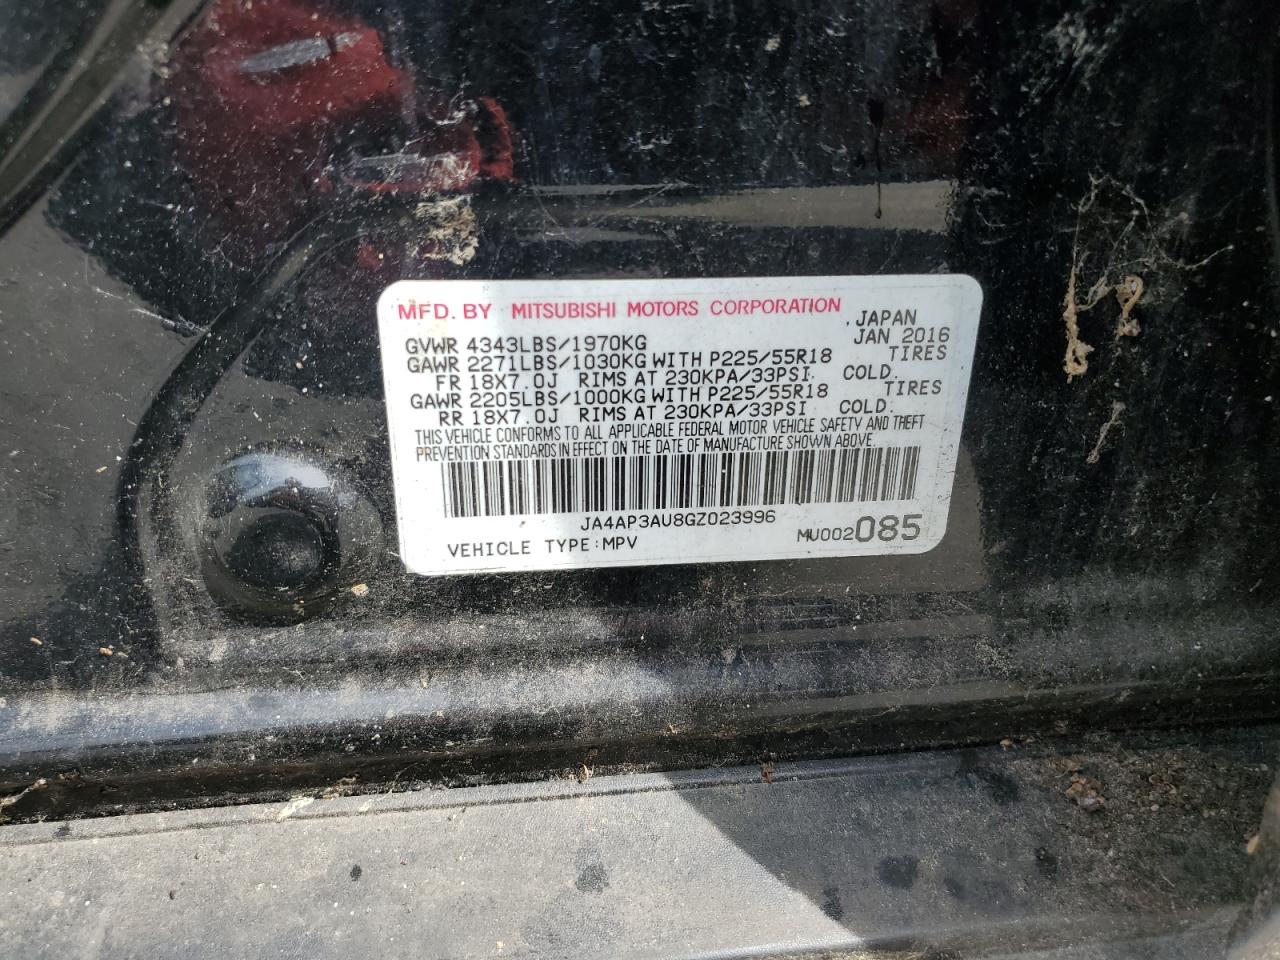 MFD. BY MITSUBISHI MOTORS CORPORATION
JAPAN
GVWR 4343LBS/1970KG JAN 2016
GAWR 2271LBS/1030KG WITH P225/55R18 TIRES
FR 18X7.0J RIMS AT 230KPA/33PSI. COLD.
GAWR 2205LBS/1000KG WITH P225/55R18 TIRES
RR 18X7.0J RIMS AT 230KPA/33PSI COLD.
THIS VEHICLE CONFORMS TO ALL APPLICABLE FEDERAL MOTOR VEHICLE SAFETY AND THEFT
PREVENTION STANDARDS IN EFFECT ON THE DATE OF MANUFACTURE SHOWN ABOVE.
JA4AP3AU8GZ023996
VEHICLE TYPE:MPV MU002085